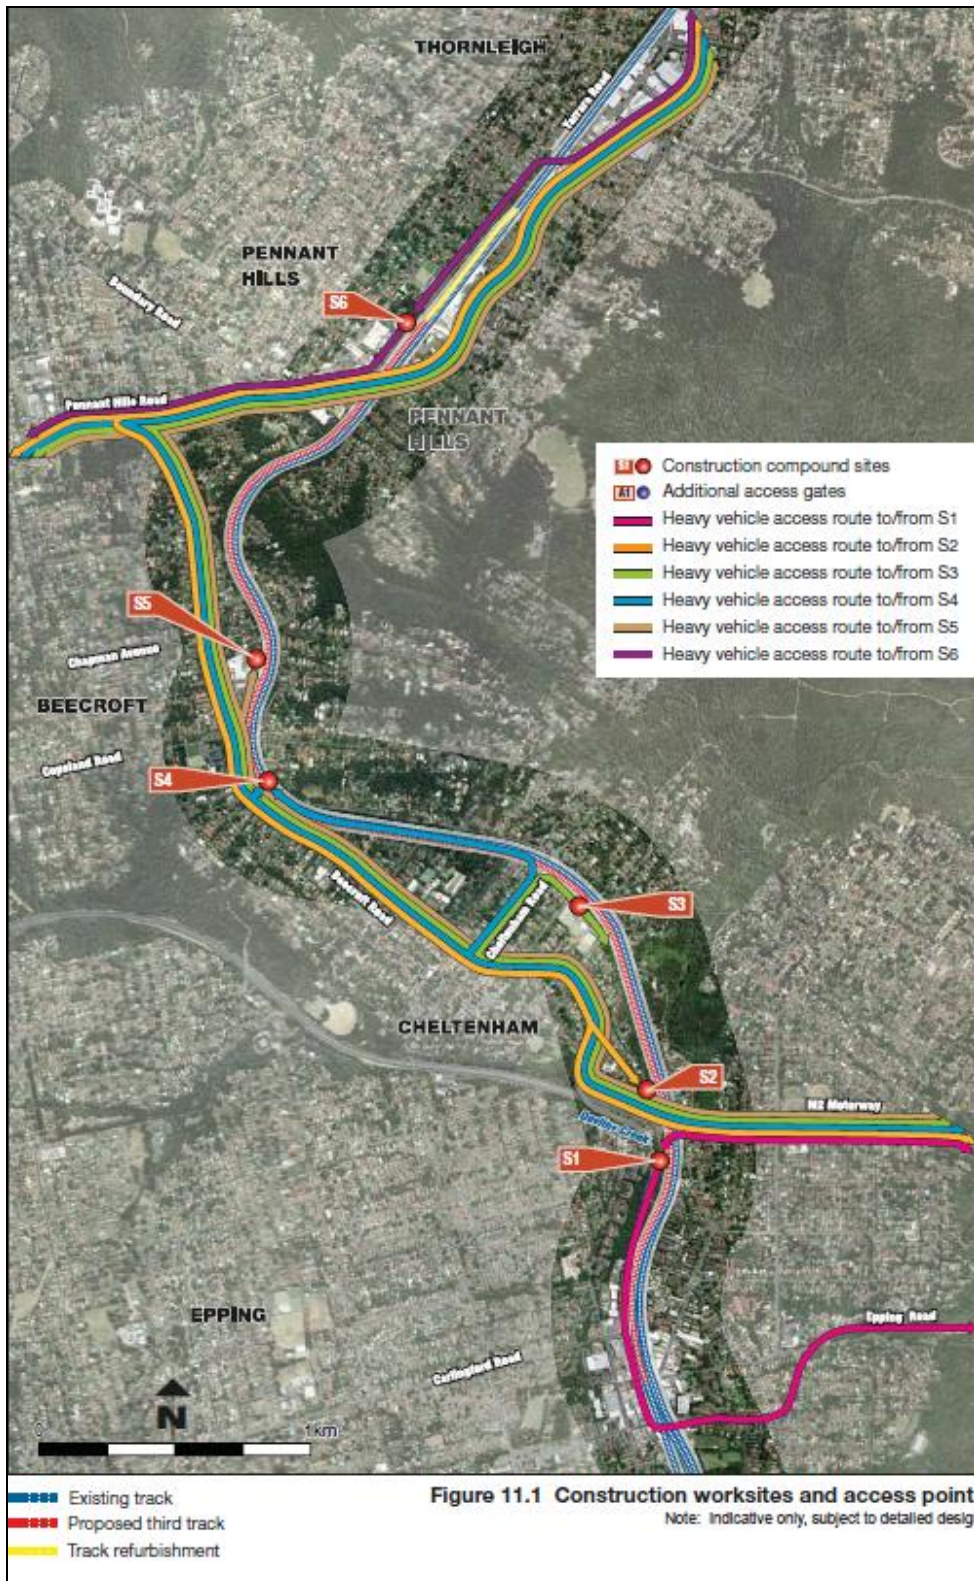 THORNLEIGH
Yarrara Road
PENNANT
HILLS
Boundary Road
S6
Pennant Hills Road
PENNANT
HILLS
S1 Construction compound sites
A1 Additional access gates
Heavy vehicle access route to/from S1
Heavy vehicle access route to/from S2
Heavy vehicle access route to/from S3
Heavy vehicle access route to/from S4
Heavy vehicle access route to/from S5
Heavy vehicle access route to/from S6
S5
Chapman Avenue
BEECROFT
Copeland Road
S4
Beecroft Road
Cheltenham Road
S3
CHELTENHAM
S2
M2 Motorway
Devlins Creek
S1
EPPING
Epping Road
Carlingford Road
N
0 1km
Existing track
Proposed third track
Track refurbishment
Figure 11.1 Construction worksites and access point
Note: Indicative only, subject to detailed desig